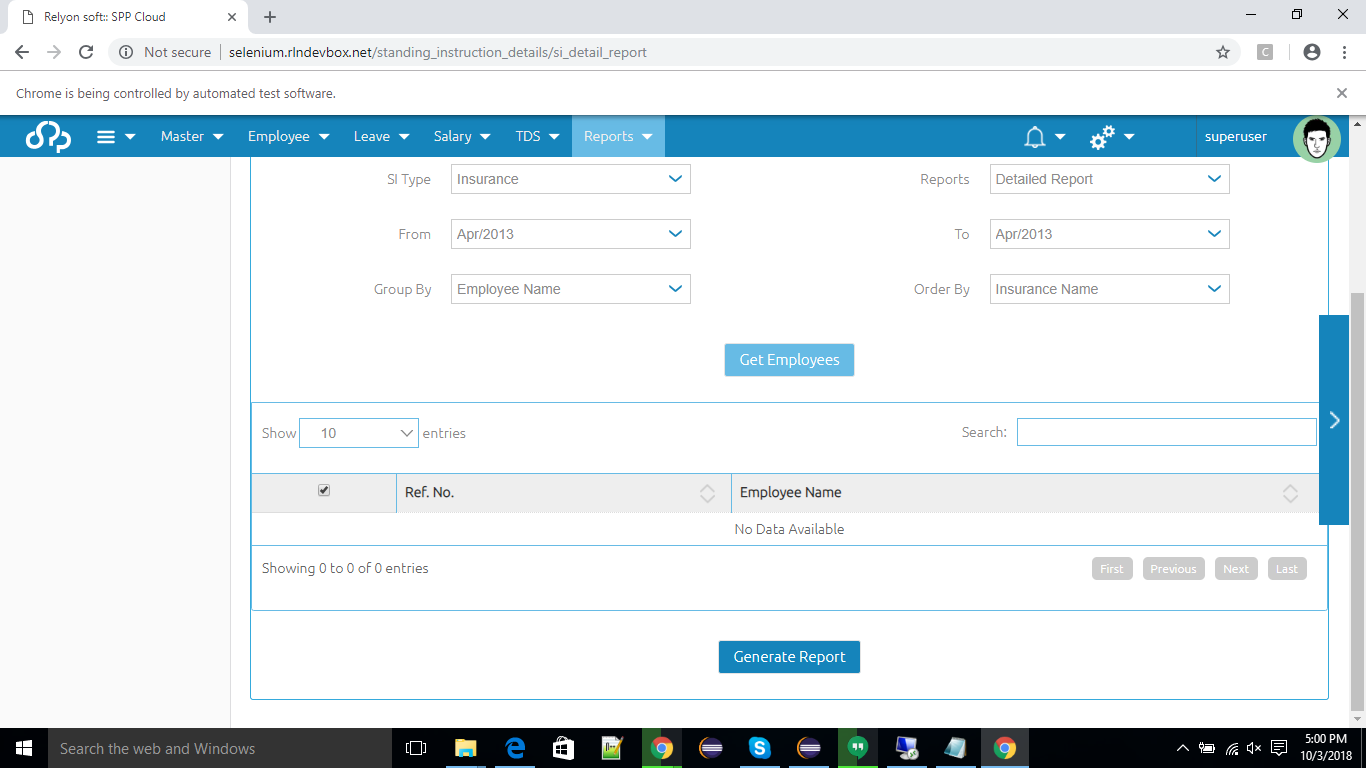 Relyon soft:: SPP Cloud
Not secure selenium.rlndevbox.net/standing_instruction_details/si_detail_report
C
Chrome is being controlled by automated test software.
Master Employee Leave Salary TDS Reports superuser
SI Type Insurance Reports Detailed Report
From Apr/2013 To Apr/2013
Group By Employee Name Order By Insurance Name
Get Employees
Show 10 entries Search:
Ref. No. Employee Name
No Data Available
Showing 0 to 0 of 0 entries First Previous Next Last
Generate Report
Search the web and Windows
5:00 PM
10/3/2018